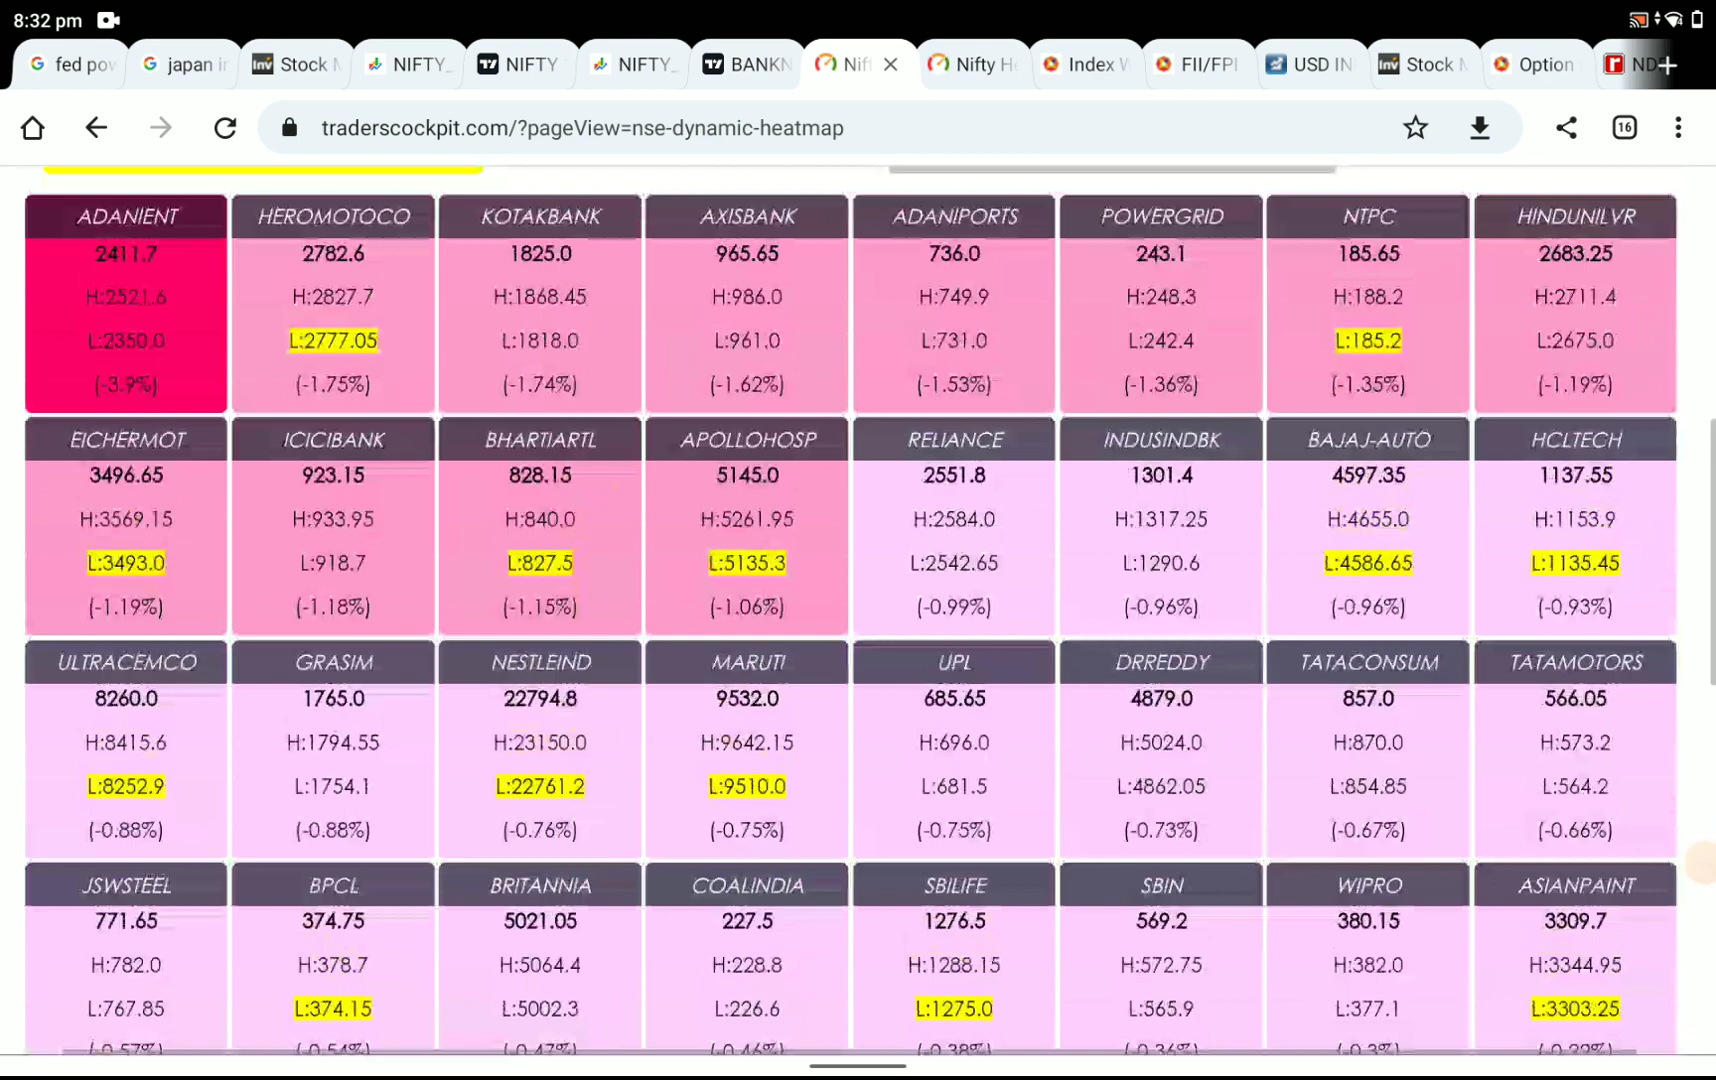 8:32 pm
fed pow
japan in
Stock M
NIFTY_
NIFTY
NIFTY_
BANKN
Nif
Nifty He
Index W
FII/FPI
USD IN
Stock M
Option
ND
traderscockpit.com/?pageView=nse-dynamic-heatmap
16
ADANIENT HEROMOTOCO KOTAKBANK AXISBANK ADANIPORTS POWERGRID NTPC HINDUNILVR
2411.7 2782.6 1825.0 965.65 736.0 243.1 185.65 2683.25
H:2521.6 H:2827.7 H:1868.45 H:986.0 H:749.9 H:248.3 H:188.2 H:2711.4
L:2350.0 L:2777.05 L:1818.0 L:961.0 L:731.0 L:242.4 L:185.2 L:2675.0
(-3.9%) (-1.75%) (-1.74%) (-1.62%) (-1.53%) (-1.36%) (-1.35%) (-1.19%)
EICHERMOT ICICIBANK BHARTIARTL APOLLOHOSP RELIANCE INDUSINDBK BAJAJ-AUTO HCLTECH
3496.65 923.15 828.15 5145.0 2551.8 1301.4 4597.35 1137.55
H:3569.15 H:933.95 H:840.0 H:5261.95 H:2584.0 H:1317.25 H:4655.0 H:1153.9
L:3493.0 L:918.7 L:827.5 L:5135.3 L:2542.65 L:1290.6 L:4586.65 L:1135.45
(-1.19%) (-1.18%) (-1.15%) (-1.06%) (-0.99%) (-0.96%) (-0.96%) (-0.93%)
ULTRACEMCO GRASIM NESTLEIND MARUTI UPL DRREDDY TATACONSUM TATAMOTORS
8260.0 1765.0 22794.8 9532.0 685.65 4879.0 857.0 566.05
H:8415.6 H:1794.55 H:23150.0 H:9642.15 H:696.0 H:5024.0 H:870.0 H:573.2
L:8252.9 L:1754.1 L:22761.2 L:9510.0 L:681.5 L:4862.05 L:854.85 L:564.2
(-0.88%) (-0.88%) (-0.76%) (-0.75%) (-0.75%) (-0.73%) (-0.67%) (-0.66%)
JSWSTEEL BPCL BRITANNIA COALINDIA SBILIFE SBIN WIPRO ASIANPAINT
771.65 374.75 5021.05 227.5 1276.5 569.2 380.15 3309.7
H:782.0 H:378.7 H:5064.4 H:228.8 H:1288.15 H:572.75 H:382.0 H:3344.95
L:767.85 L:374.15 L:5002.3 L:226.6 L:1275.0 L:565.9 L:377.1 L:3303.25